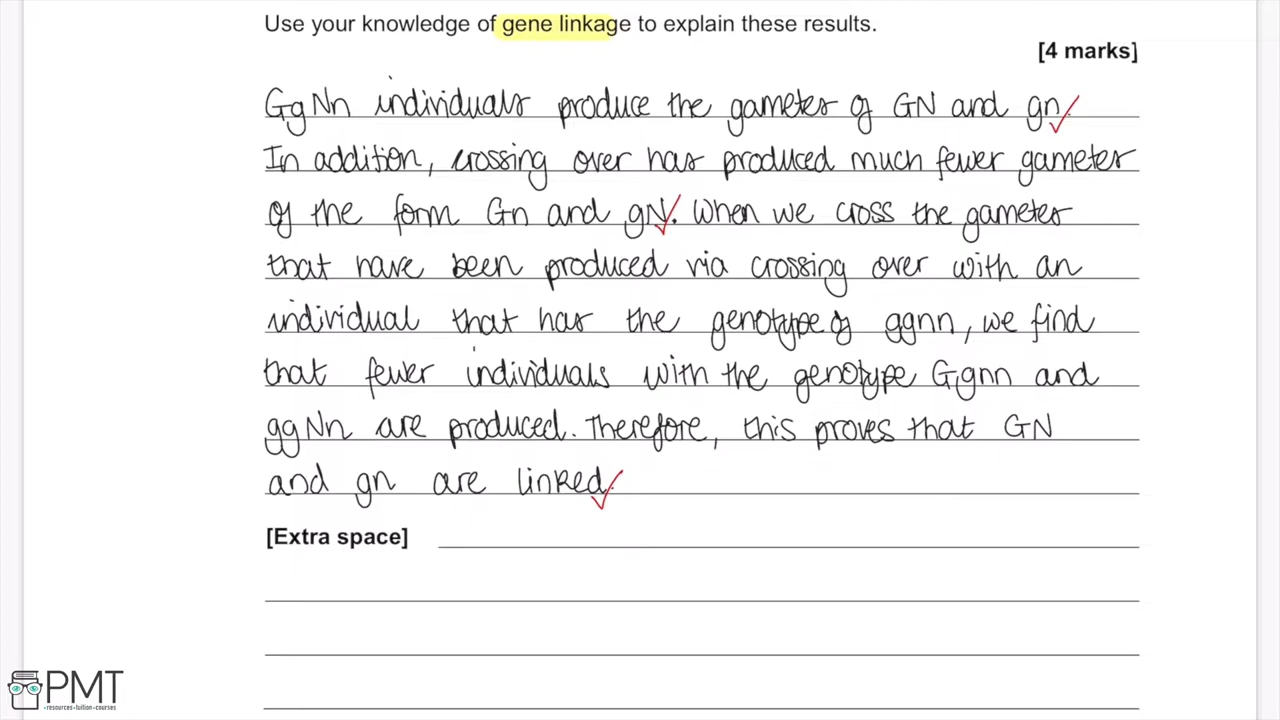 Use your knowledge of gene linkage to explain these results.
[4 marks]
GgNn individuals produce the gametes of GN and gn
In addition, crossing over has produced much fewer gametes
of the form Gn and gN. When we cross the gametes
that have been produced via crossing over with an
individual that has the genotype of ggnn, we find
that fewer individuals with the genotype Ggnn and
ggNn are produced. Therefore, this proves that GN
and gn are linked.
[Extra space]
PMT
resources•tuition•courses